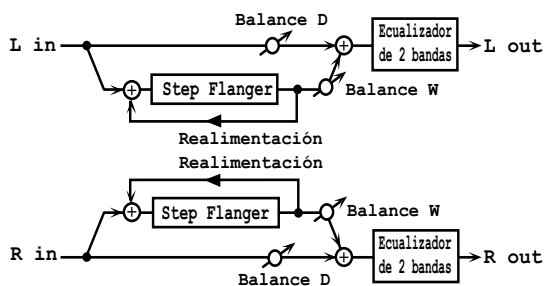 Balance D
L in
Ecualizador
de 2 bandas
L out
Step Flanger
Balance W
Realimentación
Realimentación
Step Flanger
Balance W
R in
Ecualizador
de 2 bandas
R out
Balance D